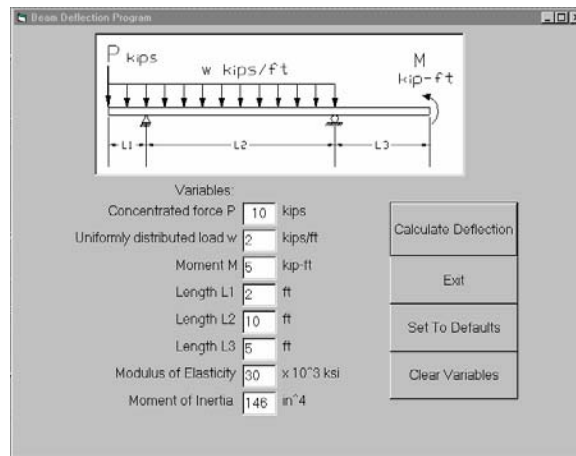 Beam Deflection Program
P kips
w kips/ft
M
kip-ft
L1
L2
L3
Variables:
Concentrated force P 10 kips
Uniformly distributed load w 2 kips/ft
Moment M 5 kip-ft
Length L1 2 ft
Length L2 10 ft
Length L3 5 ft
Modulus of Elasticity 30 x 10^3 ksi
Moment of Inertia 146 in^4
Calculate Deflection
Exit
Set To Defaults
Clear Variables